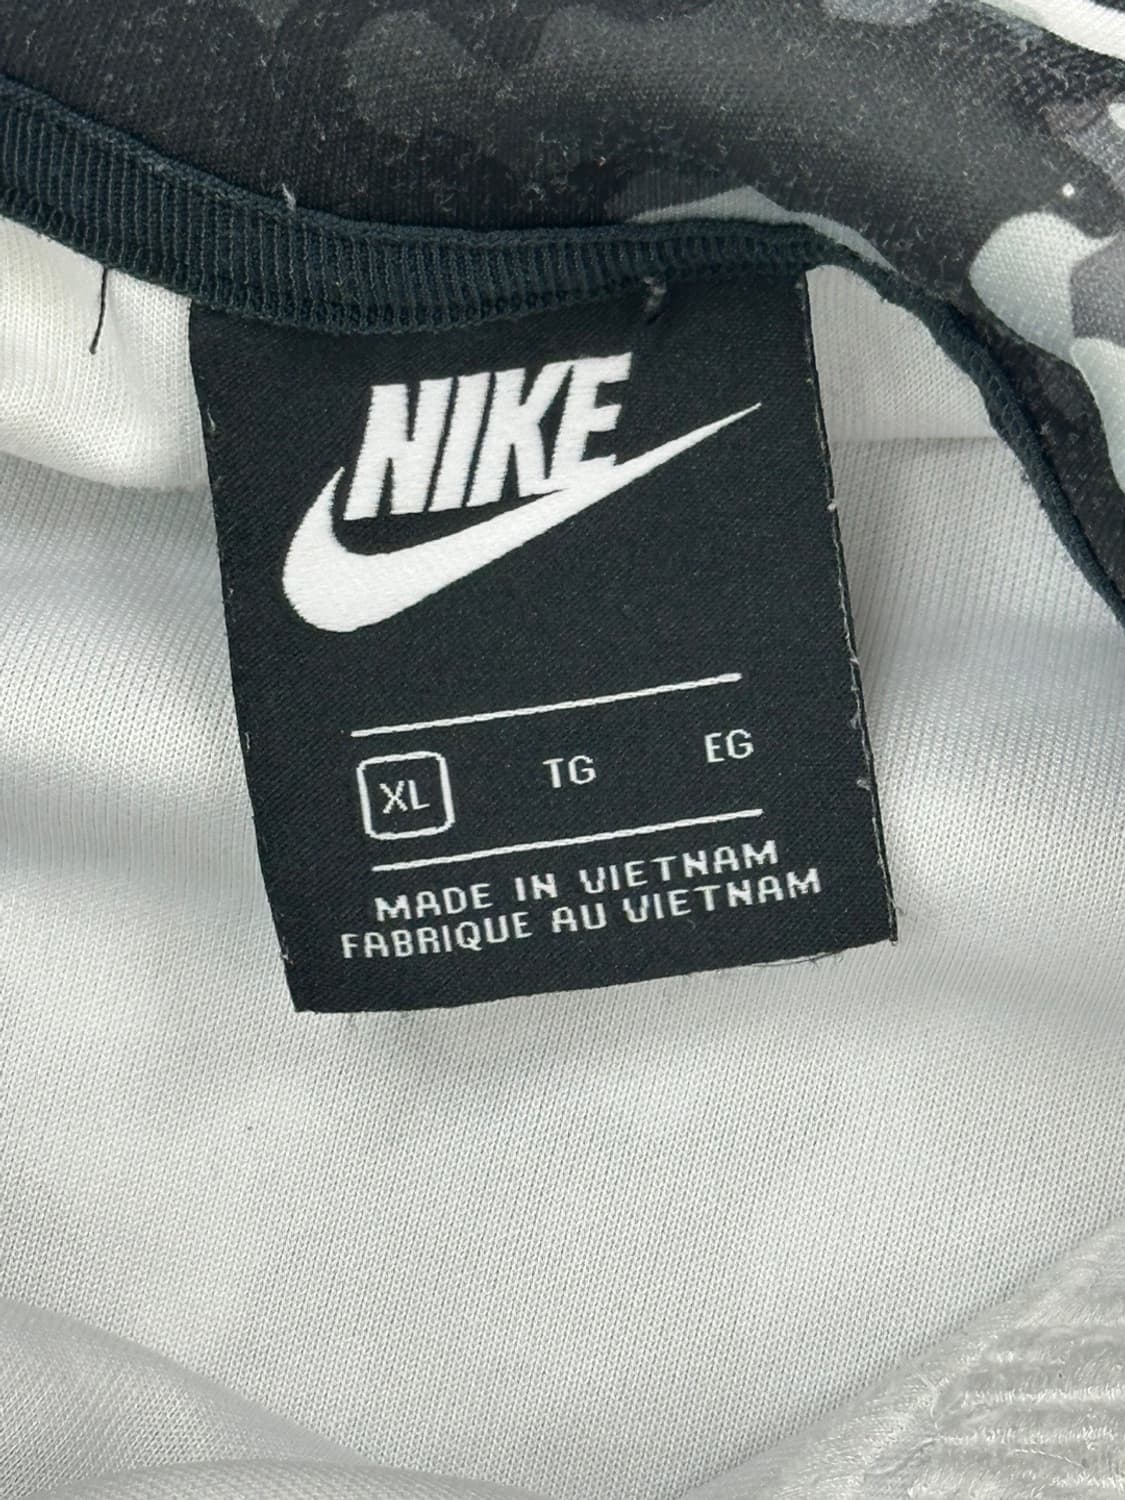 NIKE
XL TG EG
MADE IN VIETNAM
FABRIQUE AU VIETNAM